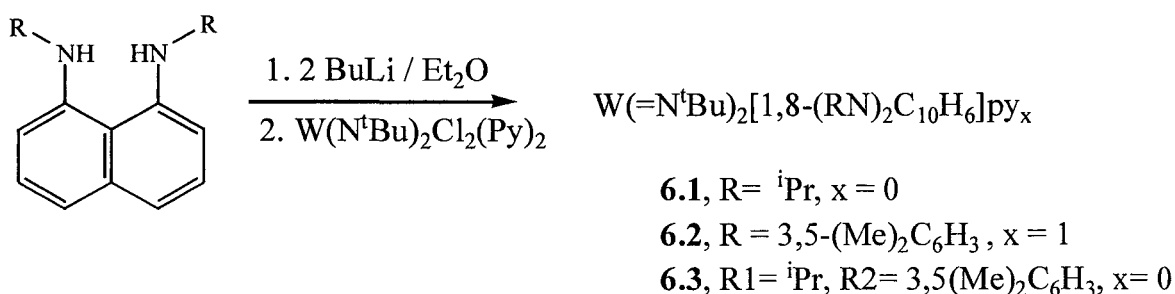 R R
NH HN
1. 2 BuLi / Et₂O
2. W(NᵗBu)₂Cl₂(Py)₂
W(=NᵗBu)₂[1,8-(RN)₂C₁₀H₆]pyₓ
6.1, R= ⁱPr, x = 0
6.2, R = 3,5-(Me)₂C₆H₃ , x = 1
6.3, R1= ⁱPr, R2= 3,5(Me)₂C₆H₃, x= 0